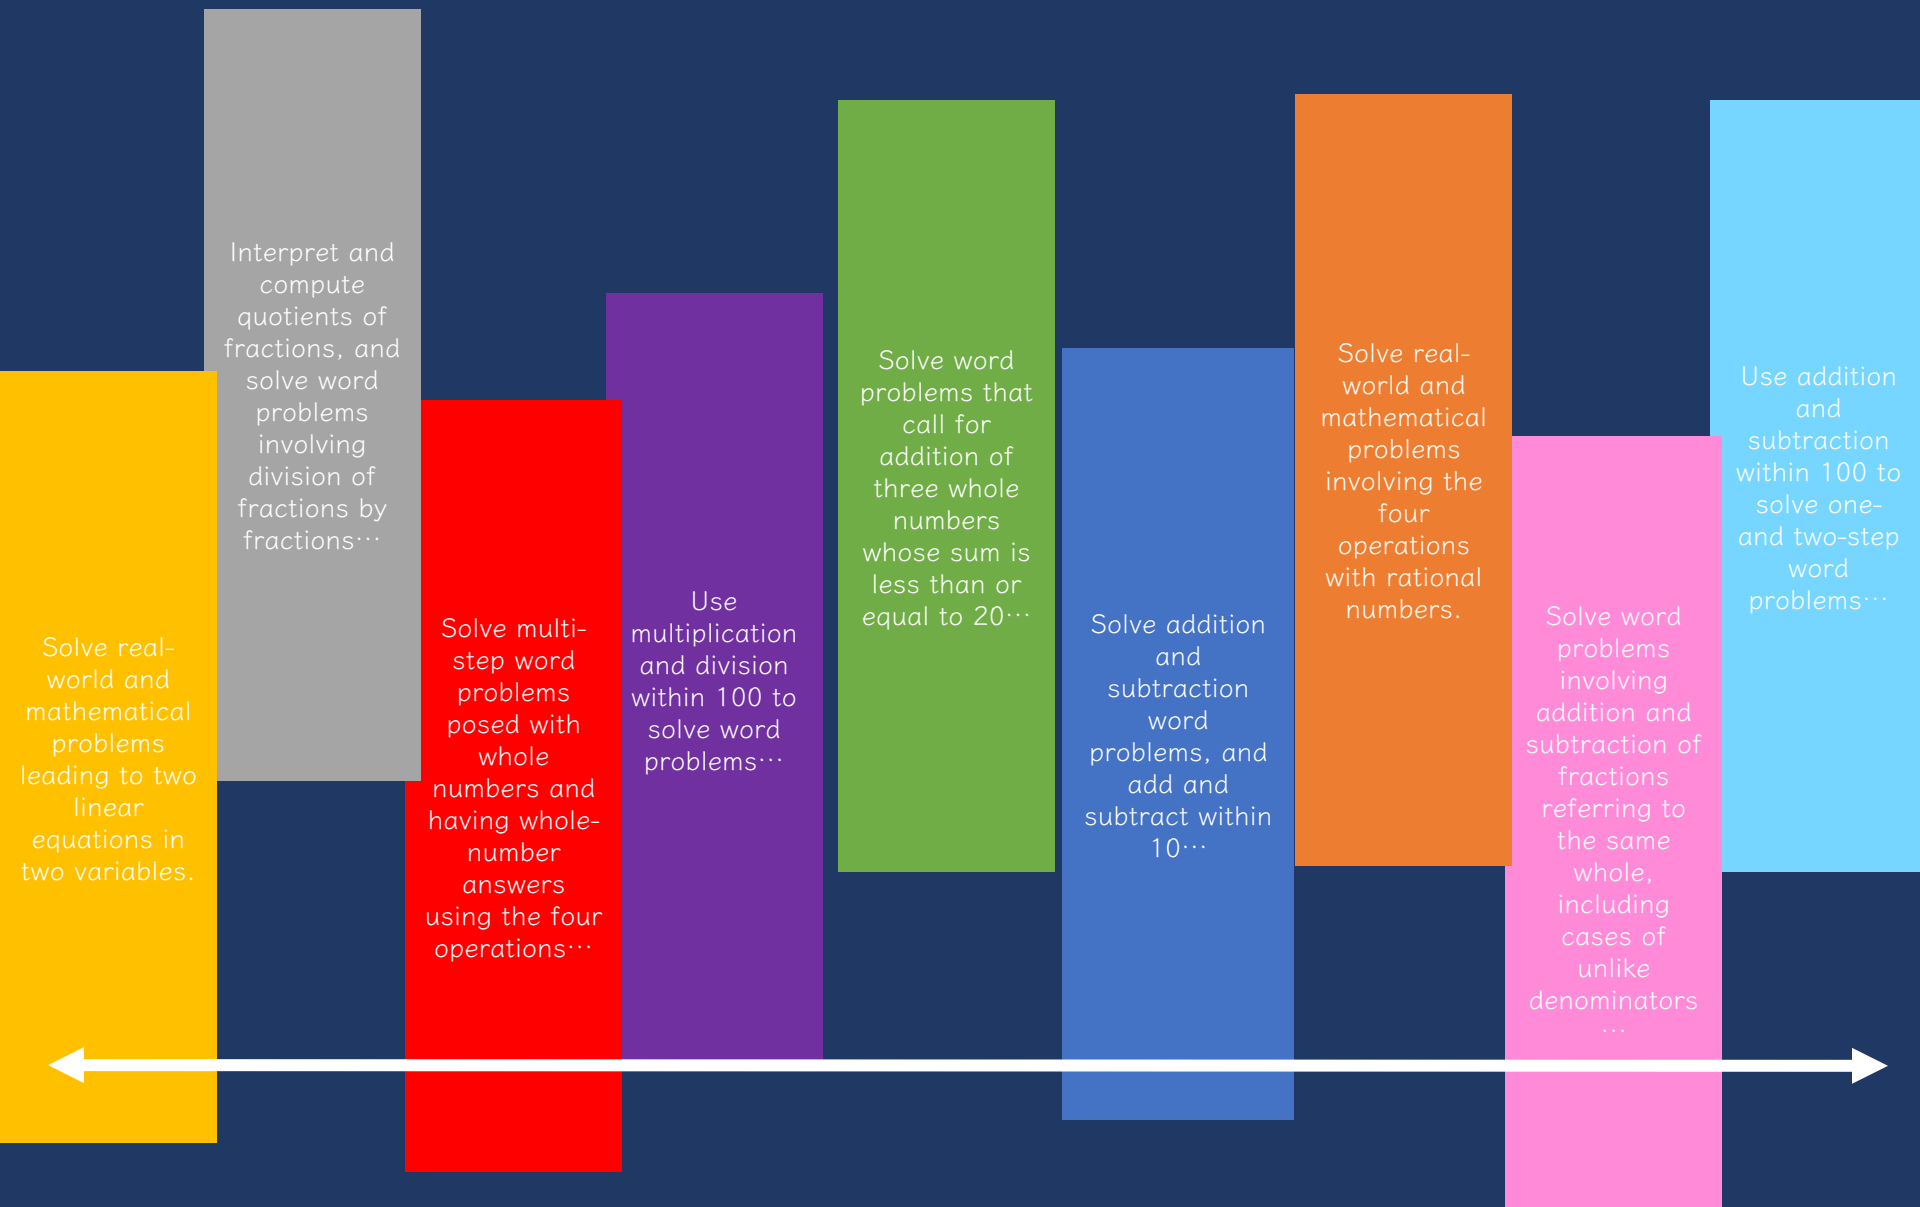 Solve real-
world and
mathematical
problems
leading to two
linear
equations in
two variables.
Interpret and
compute
quotients of
fractions, and
solve word
problems
involving
division of
fractions by
fractions…
Solve multi-
step word
problems
posed with
whole
numbers and
having whole-
number
answers
using the four
operations…
Use
multiplication
and division
within 100 to
solve word
problems…
Solve word
problems that
call for
addition of
three whole
numbers
whose sum is
less than or
equal to 20…
Solve addition
and
subtraction
word
problems, and
add and
subtract within
10…
Solve real-
world and
mathematical
problems
involving the
four
operations
with rational
numbers.
Solve word
problems
involving
addition and
subtraction of
fractions
referring to
the same
whole,
including
cases of
unlike
denominators
…
Use addition
and
subtraction
within 100 to
solve one-
and two-step
word
problems…